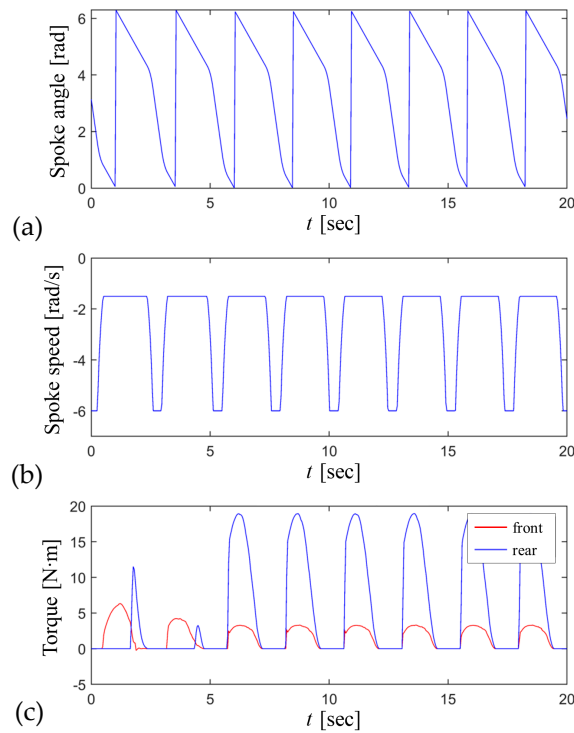 6
4
2
0
Spoke angle [rad]
0 5 10 15 20
t [sec]
(a)
0
-2
-4
-6
Spoke speed [rad/s]
0 5 10 15 20
t [sec]
(b)
20
15
10
5
0
-5
Torque [N·m]
front
rear
0 5 10 15 20
t [sec]
(c)